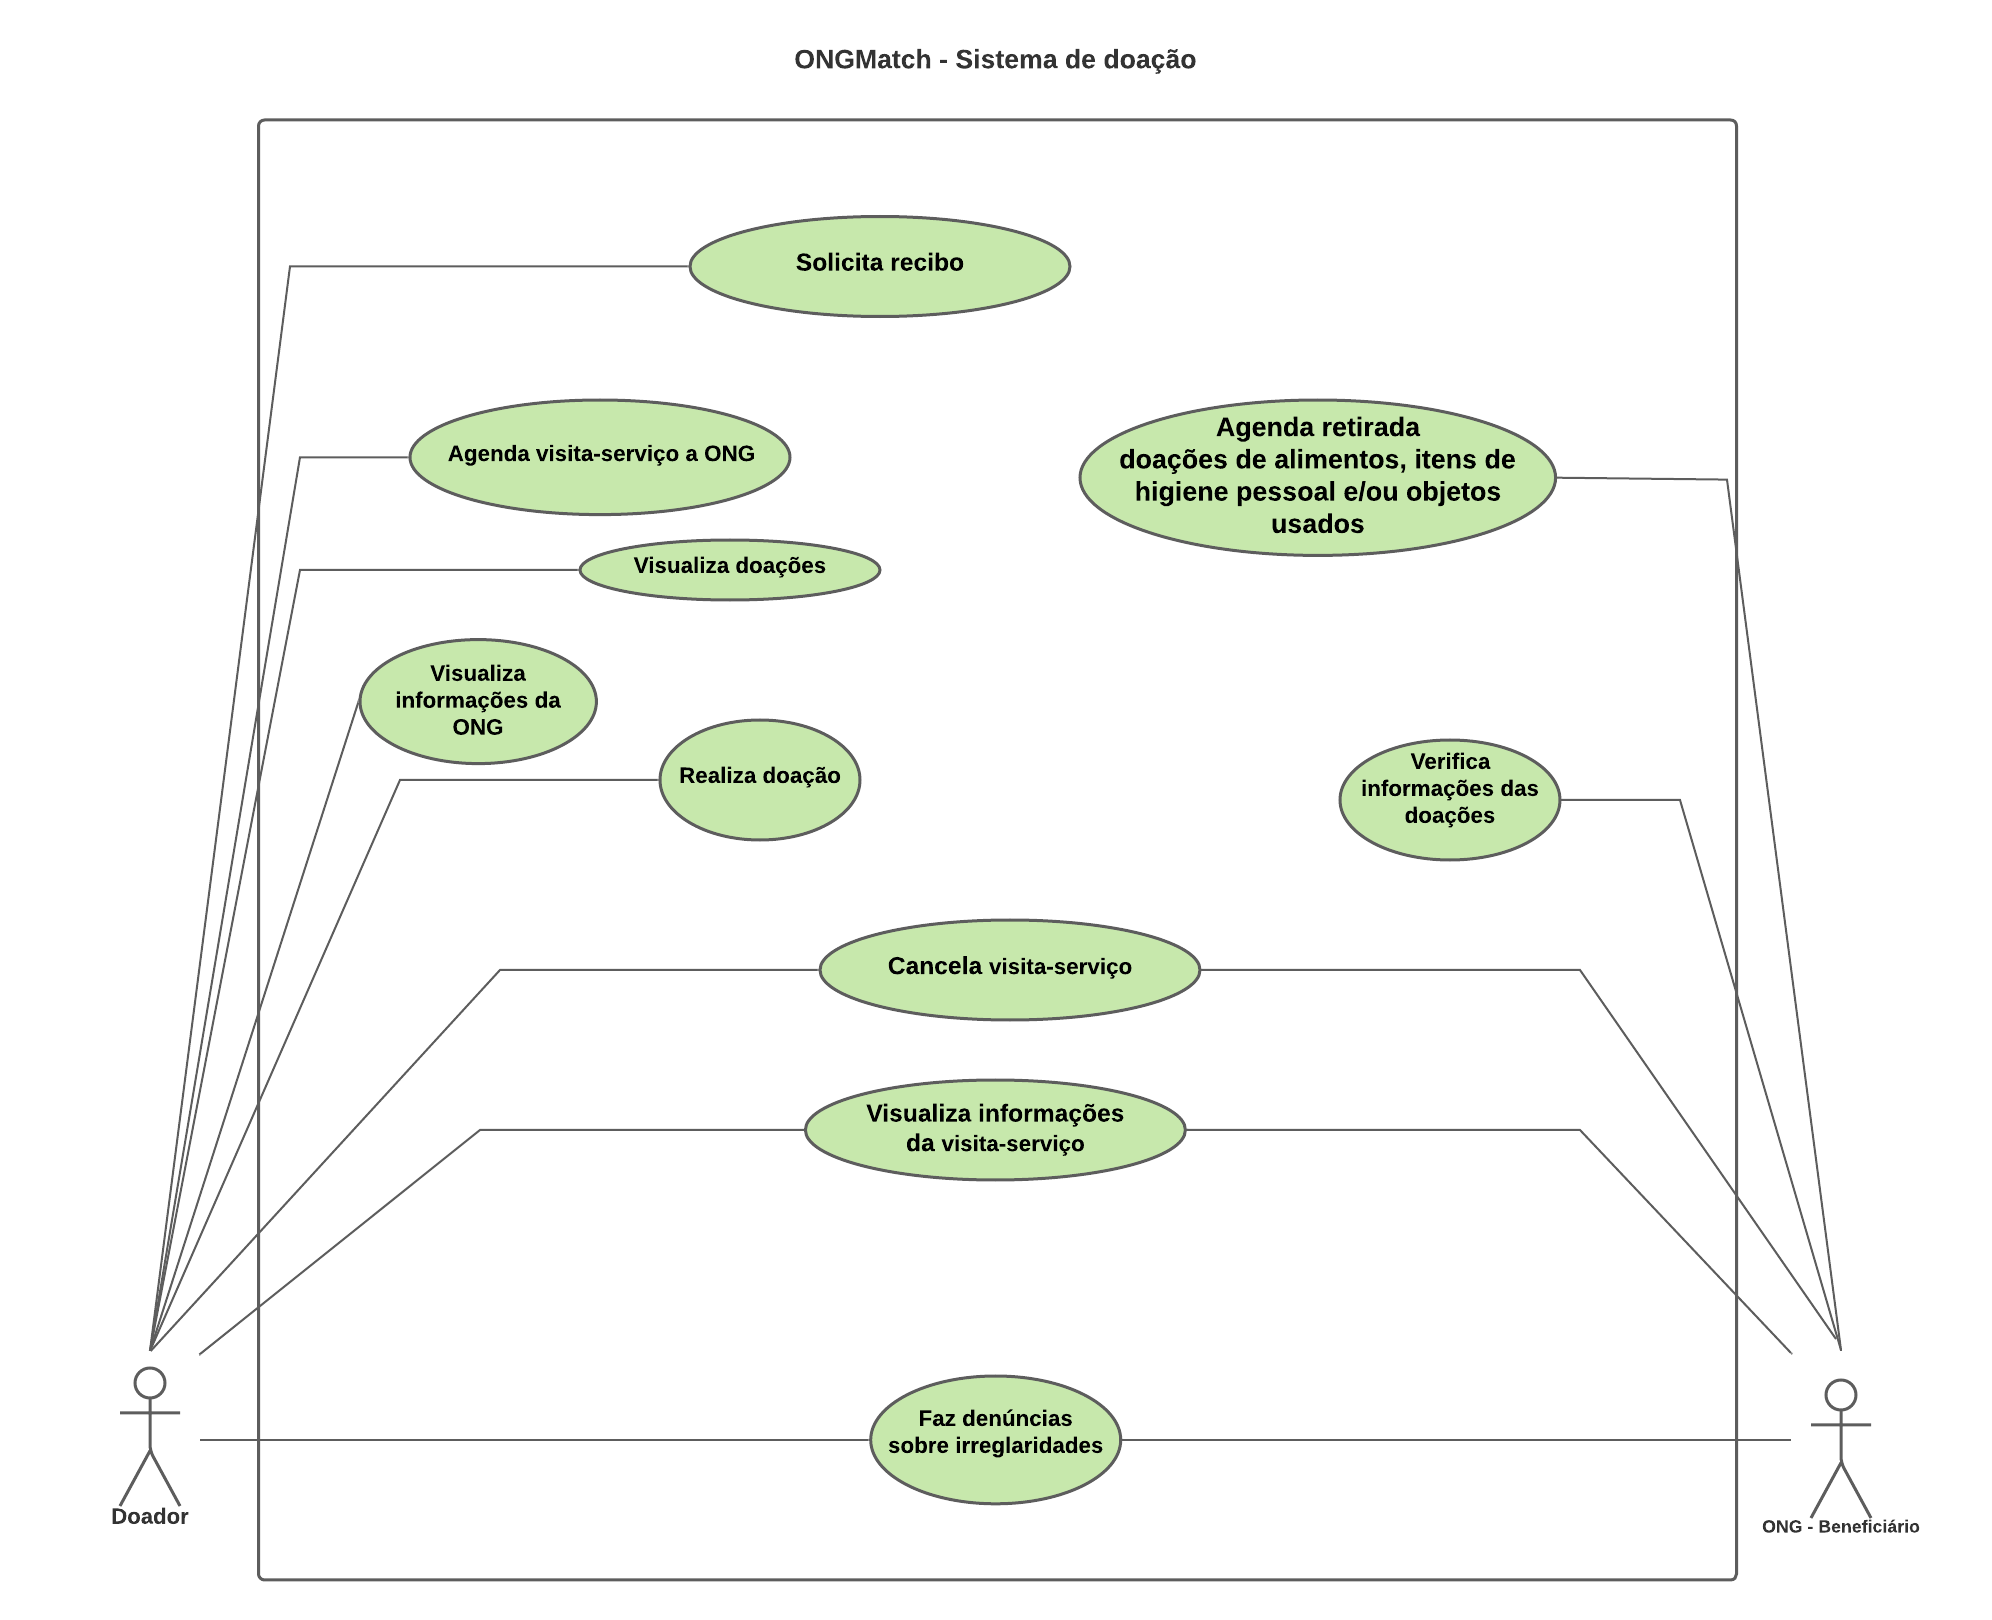 ONGMatch - Sistema de doação
Solicita recibo
Agenda visita-serviço a ONG
Agenda retirada
doações de alimentos, itens de
higiene pessoal e/ou objetos
usados
Visualiza doações
Visualiza
informações da
ONG
Realiza doação
Verifica
informações das
doações
Cancela visita-serviço
Visualiza informações
da visita-serviço
Faz denúncias
sobre irreglaridades
Doador
ONG - Beneficiário